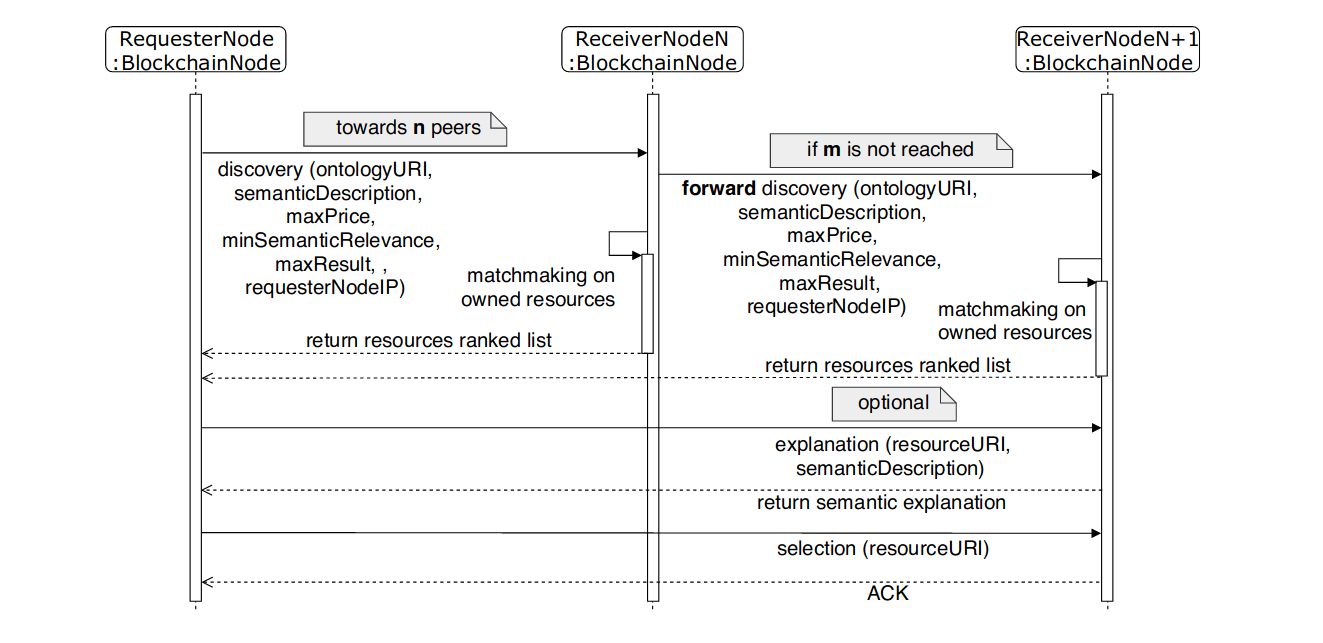 RequesterNode
:BlockchainNode
ReceiverNodeN
:BlockchainNode
ReceiverNodeN+1
:BlockchainNode
towards n peers
discovery (ontologyURI,
semanticDescription,
maxPrice,
minSemanticRelevance,
maxResult, ,
requesterNodeIP)
if m is not reached
forward discovery (ontologyURI,
semanticDescription,
maxPrice,
minSemanticRelevance,
maxResult,
requesterNodeIP)
matchmaking on
owned resources
matchmaking on
owned resources
return resources ranked list
return resources ranked list
optional
explanation (resourceURI,
semanticDescription)
return semantic explanation
selection (resourceURI)
ACK